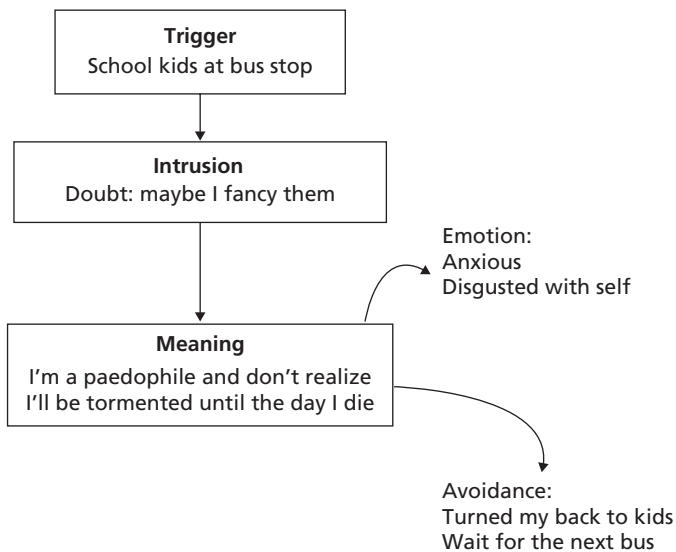 Trigger
School kids at bus stop
Intrusion
Doubt: maybe I fancy them
Emotion:
Anxious
Disgusted with self
Meaning
I'm a paedophile and don't realize
I'll be tormented until the day I die
Avoidance:
Turned my back to kids
Wait for the next bus